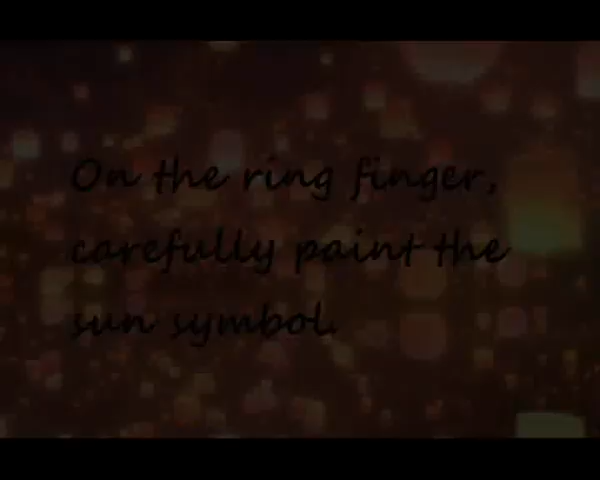 On the ring finger,
carefully paint the
sun symbol.